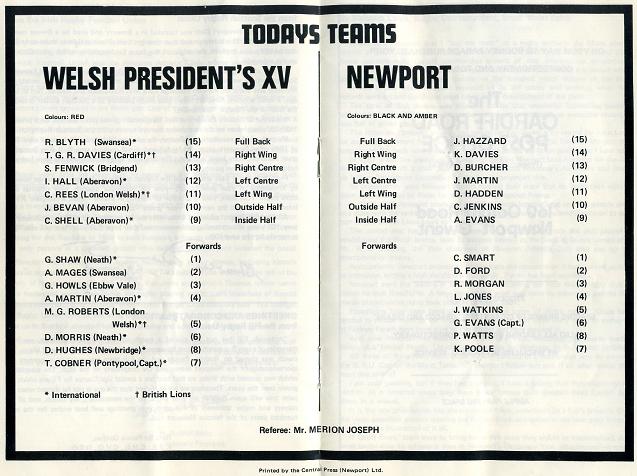 TODAYS TEAMS
WELSH PRESIDENT'S XV
Colours: RED
R. BLYTH (Swansea)* (15) Full Back
T. G. R. DAVIES (Cardiff)*† (14) Right Wing
S. FENWICK (Bridgend) (13) Right Centre
I. HALL (Aberavon)* (12) Left Centre
C. REES (London Welsh)*† (11) Left Wing
J. BEVAN (Aberavon) (10) Outside Half
C. SHELL (Aberavon)* (9) Inside Half
Forwards
G. SHAW (Neath)* (1)
A. MAGES (Swansea) (2)
G. HOWLS (Ebbw Vale) (3)
A. MARTIN (Aberavon)* (4)
M. G. ROBERTS (London
Welsh)*† (5)
D. MORRIS (Neath)* (6)
D. HUGHES (Newbridge)* (8)
T. COBNER (Pontypool,Capt.)* (7)
* International † British Lions
NEWPORT
Colours: BLACK AND AMBER
Full Back J. HAZZARD (15)
Right Wing K. DAVIES (14)
Right Centre D. BURCHER (13)
Left Centre J. MARTIN (12)
Left Wing D. HADDEN (11)
Outside Half C. JENKINS (10)
Inside Half A. EVANS (9)
Forwards
C. SMART (1)
D. FORD (2)
R. MORGAN (3)
L. JONES (4)
J. WATKINS (5)
G. EVANS (Capt.) (6)
P. WATTS (8)
K. POOLE (7)
Referee: Mr. MERION JOSEPH
Printed by the Central Press (Newport) Ltd.